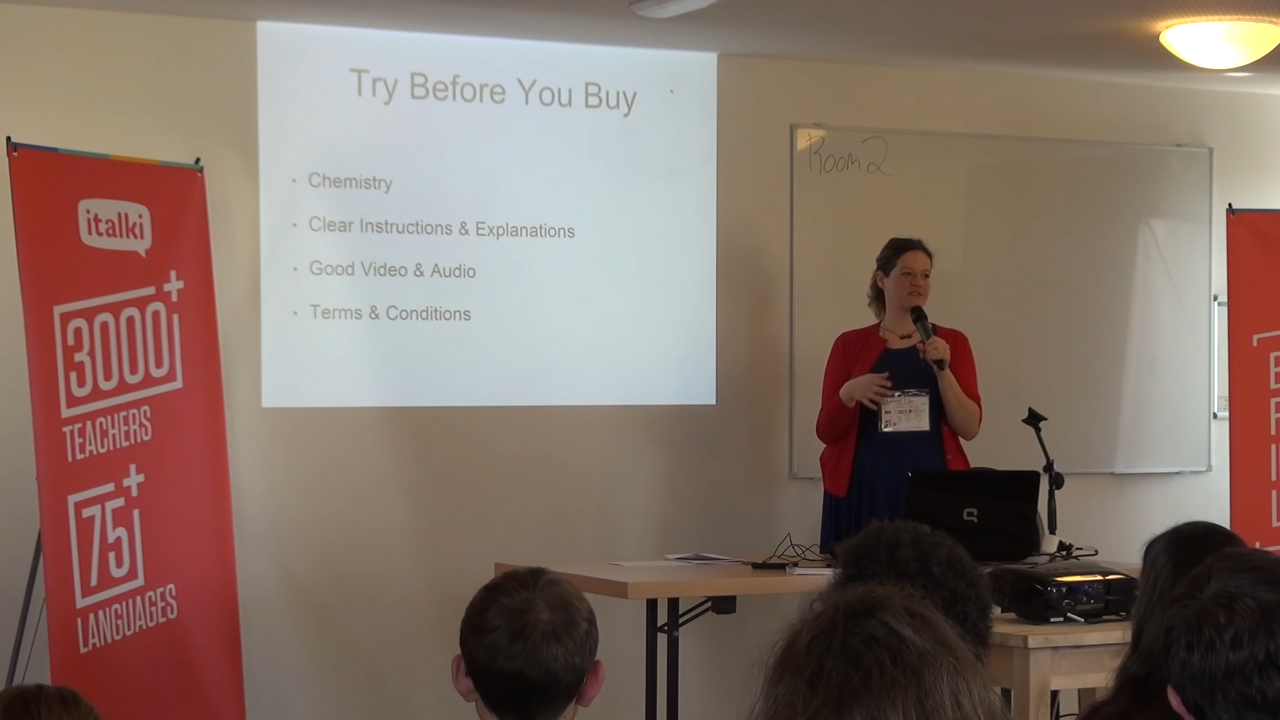 italki
3000+
TEACHERS
75+
LANGUAGES
Try Before You Buy
· Chemistry
· Clear Instructions & Explanations
· Good Video & Audio
· Terms & Conditions
Room 2